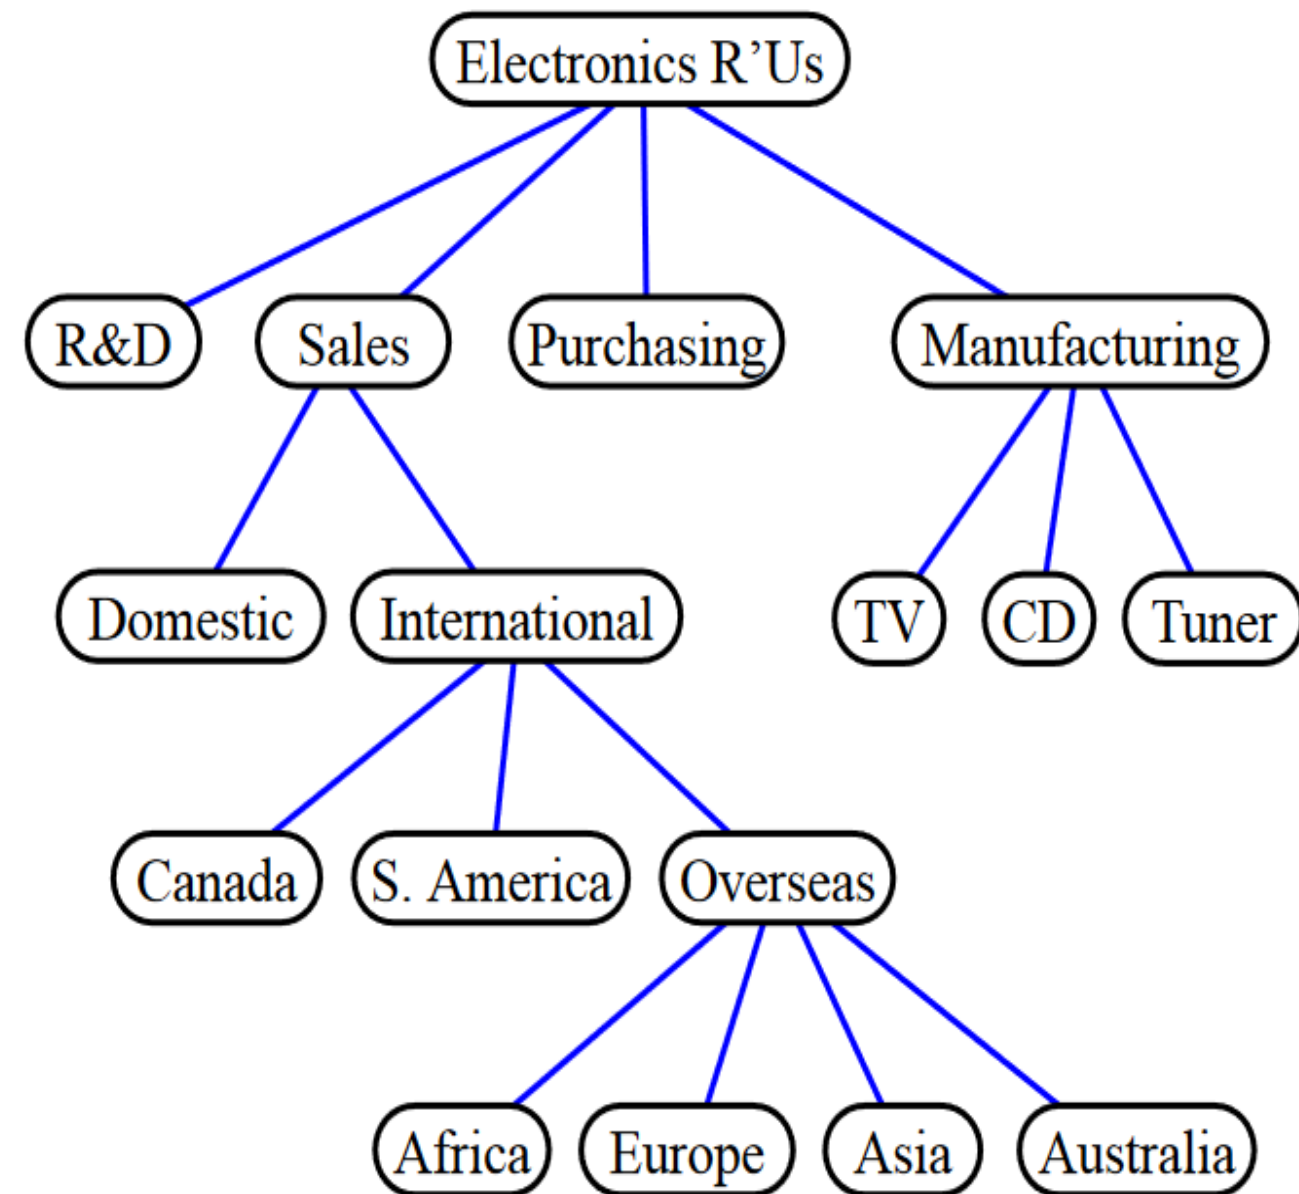 Electronics R’Us
R&D
Sales
Purchasing
Manufacturing
Domestic
International
TV
CD
Tuner
Canada
S. America
Overseas
Africa
Europe
Asia
Australia